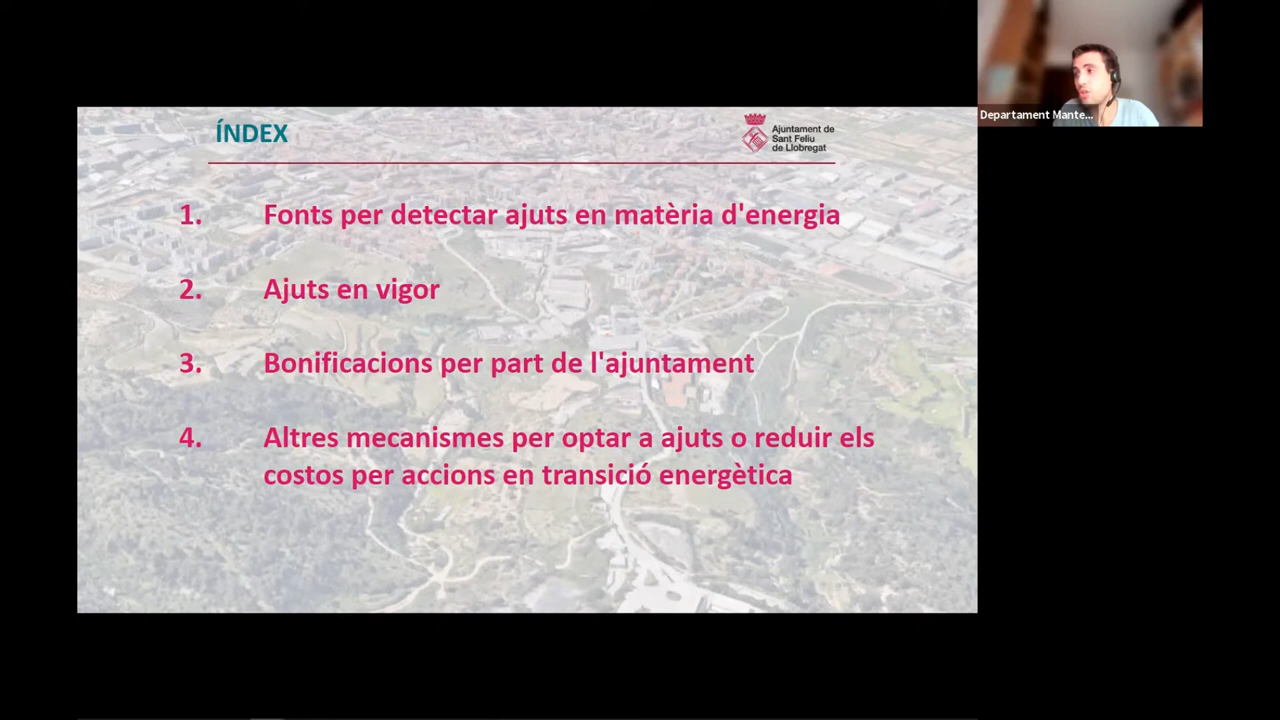 ÍNDEX
Ajuntament de
Sant Feliu
de Llobregat
1. Fonts per detectar ajuts en matèria d'energia
2. Ajuts en vigor
3. Bonificacions per part de l'ajuntament
4. Altres mecanismes per optar a ajuts o reduir els
costos per accions en transició energètica
Departament Mante...